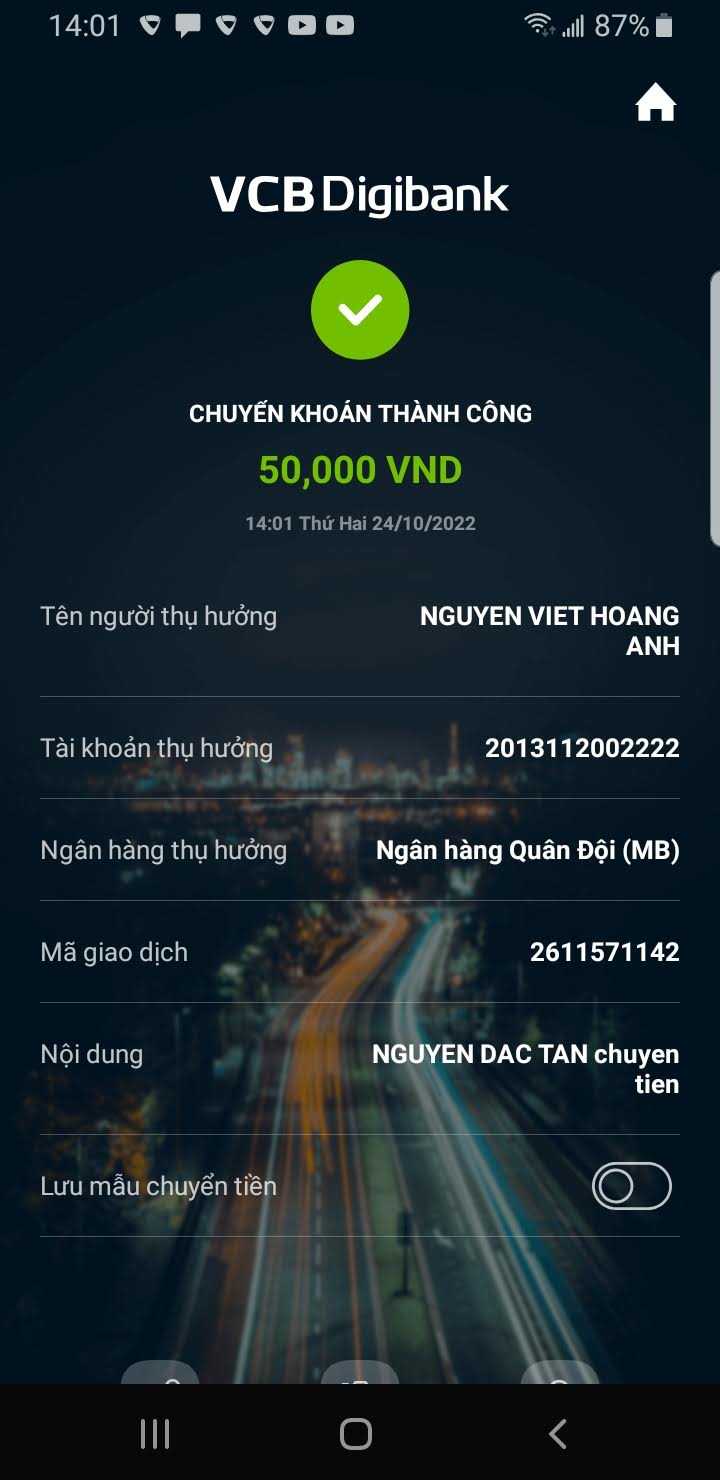 14:01
87%
VCB Digibank
CHUYỂN KHOẢN THÀNH CÔNG
50,000 VND
14:01 Thứ Hai 24/10/2022
Tên người thụ hưởng
NGUYEN VIET HOANG
ANH
Tài khoản thụ hưởng
2013112002222
Ngân hàng thụ hưởng
Ngân hàng Quân Đội (MB)
Mã giao dịch
2611571142
Nội dung
NGUYEN DAC TAN chuyen
tien
Lưu mẫu chuyển tiền